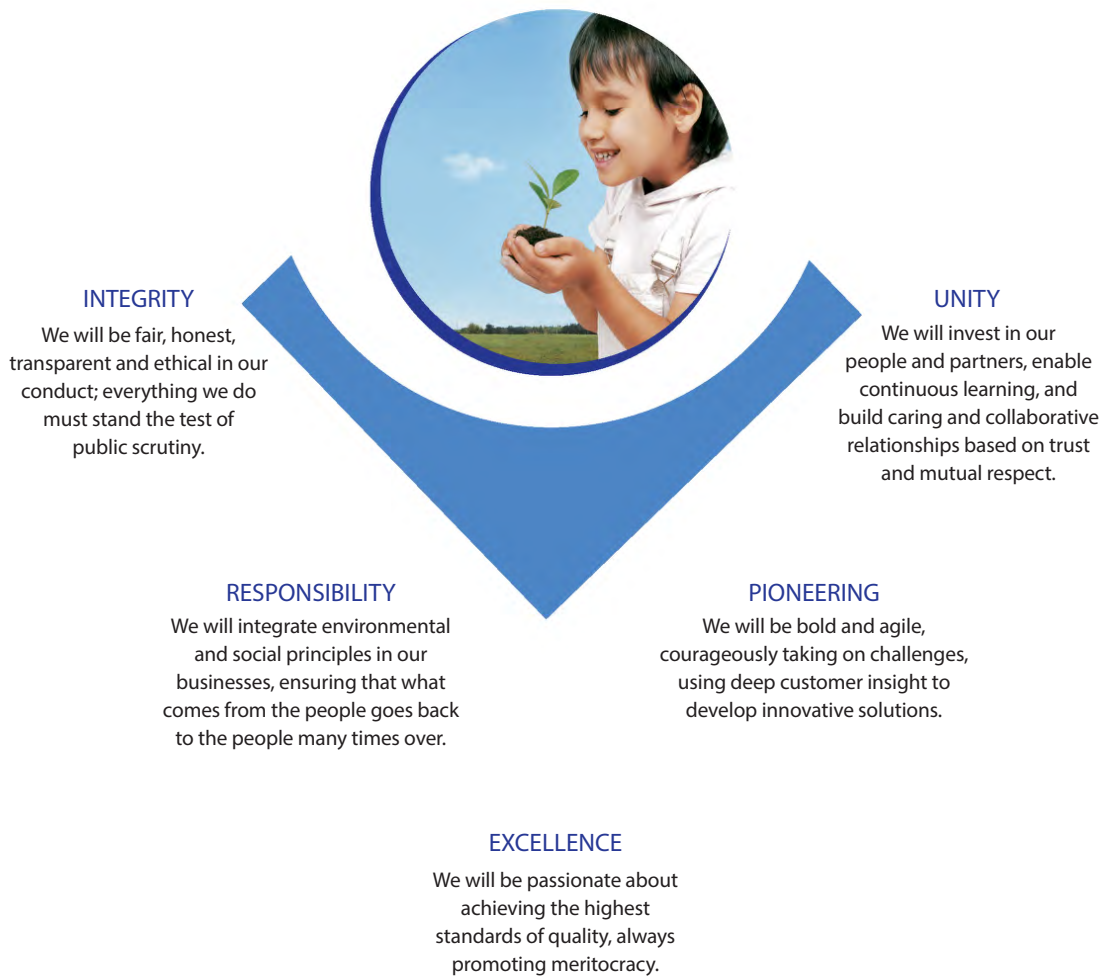 INTEGRITY
We will be fair, honest,
transparent and ethical in our
conduct; everything we do
must stand the test of
public scrutiny.
UNITY
We will invest in our
people and partners, enable
continuous learning, and
build caring and collaborative
relationships based on trust
and mutual respect.
RESPONSIBILITY
We will integrate environmental
and social principles in our
businesses, ensuring that what
comes from the people goes back
to the people many times over.
PIONEERING
We will be bold and agile,
courageously taking on challenges,
using deep customer insight to
develop innovative solutions.
EXCELLENCE
We will be passionate about
achieving the highest
standards of quality, always
promoting meritocracy.